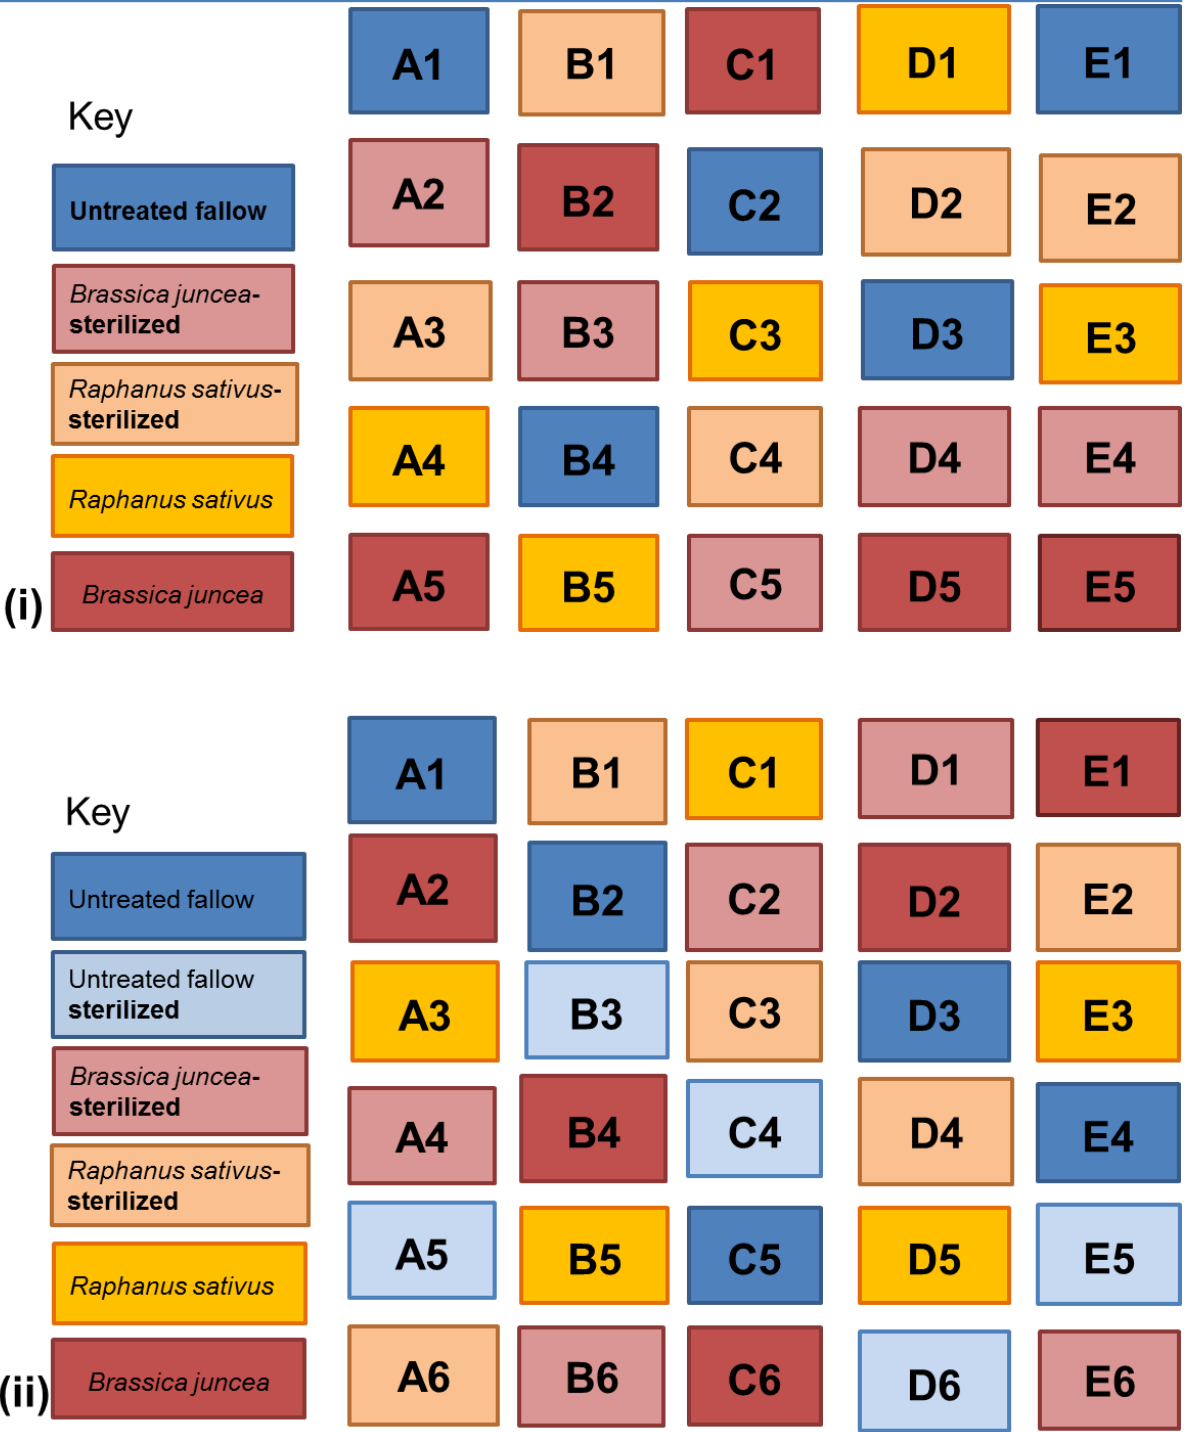 A1 B1 C1 D1 E1
Key
A2 B2 C2 D2 E2
Untreated fallow
Brassica juncea-
sterilized
A3 B3 C3 D3 E3
Raphanus sativus-
sterilized
A4 B4 C4 D4 E4
Raphanus sativus
A5 B5 C5 D5 E5
(i) Brassica juncea
A1 B1 C1 D1 E1
Key
A2 B2 C2 D2 E2
Untreated fallow
Untreated fallow
sterilized
A3 B3 C3 D3 E3
Brassica juncea-
sterilized
A4 B4 C4 D4 E4
Raphanus sativus-
sterilized
A5 B5 C5 D5 E5
Raphanus sativus
A6 B6 C6 D6 E6
(ii) Brassica juncea